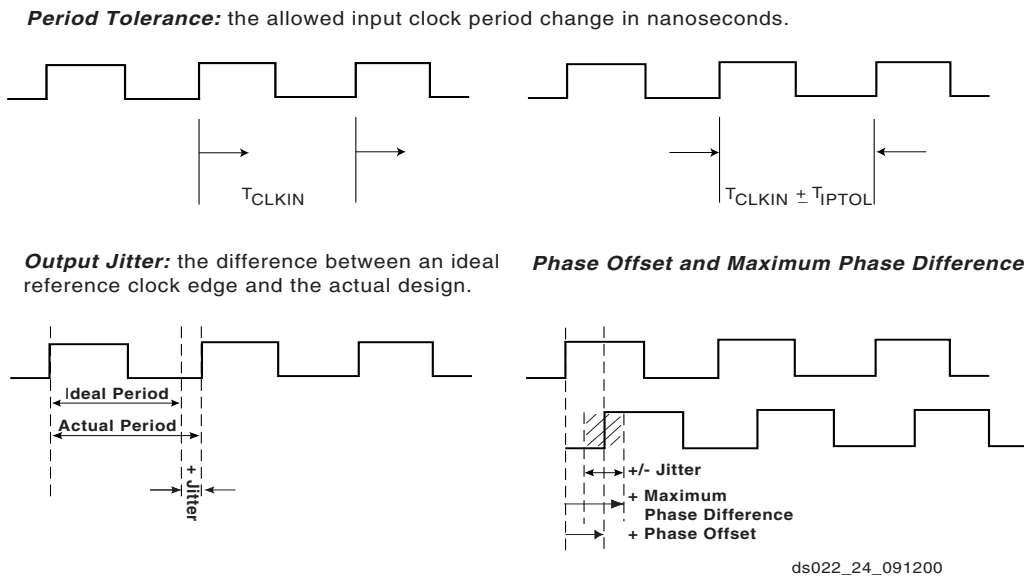 Period Tolerance: the allowed input clock period change in nanoseconds.
TCLKIN
TCLKIN ± TIPTOL
Output Jitter: the difference between an ideal
reference clock edge and the actual design.
Phase Offset and Maximum Phase Difference
Ideal Period
Actual Period
+ Jitter
+/- Jitter
+ Maximum
Phase Difference
+ Phase Offset
ds022_24_091200